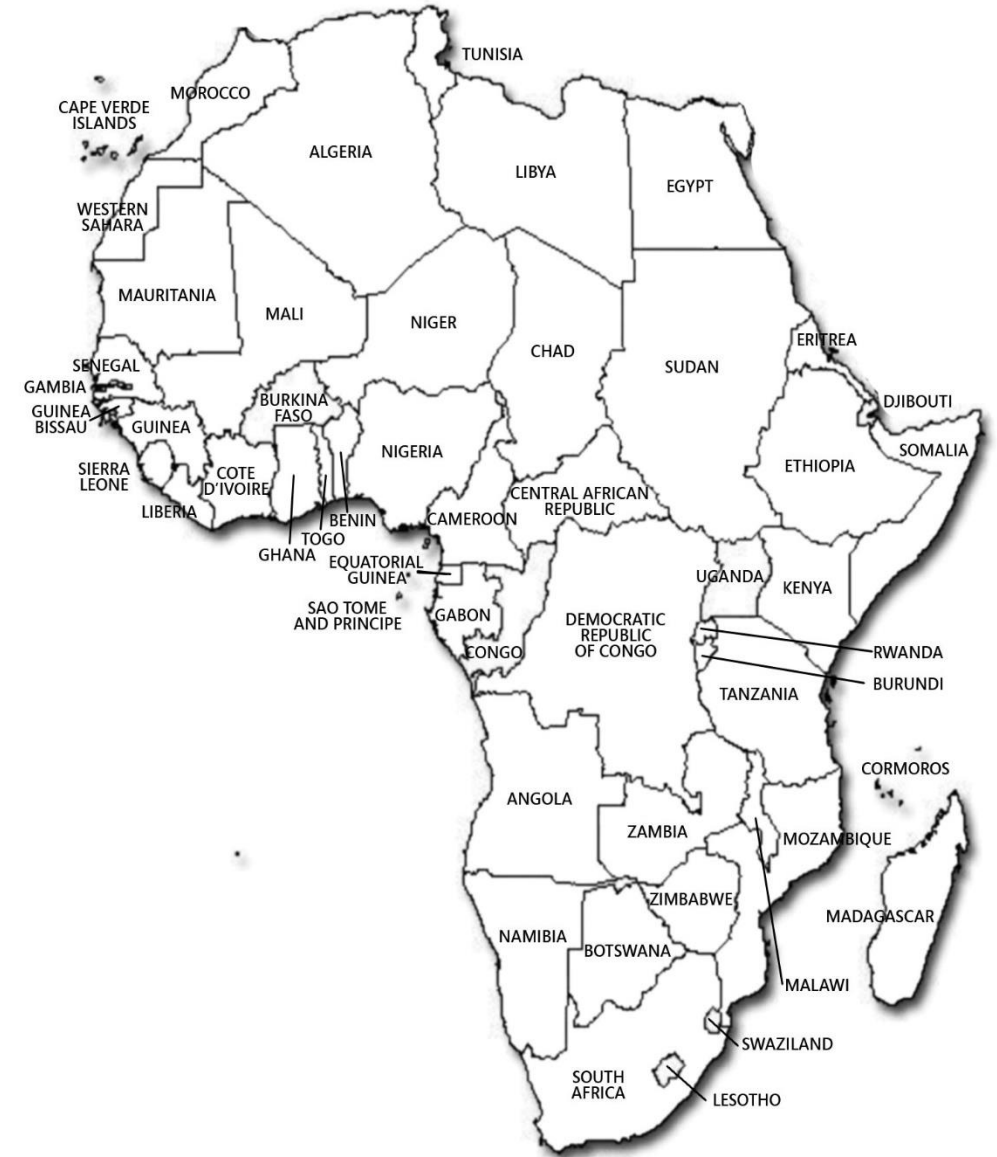 TUNISIA
MOROCCO
CAPE VERDE
ISLANDS
ALGERIA
LIBYA
EGYPT
WESTERN
SAHARA
MAURITANIA
MALI
NIGER
CHAD
SUDAN
ERITREA
SENEGAL
GAMBIA
GUINEA
BISSAU
GUINEA
BURKINA
FASO
DJIBOUTI
SOMALIA
NIGERIA
ETHIOPIA
SIERRA
LEONE
COTE
D'IVOIRE
LIBERIA
CENTRAL AFRICAN
REPUBLIC
BENIN
CAMEROON
TOGO
GHANA
EQUATORIAL
GUINEA
UGANDA
KENYA
SAO TOME
AND PRINCIPE
GABON
DEMOCRATIC
REPUBLIC
OF CONGO
CONGO
RWANDA
BURUNDI
TANZANIA
CORMOROS
ANGOLA
ZAMBIA
MOZAMBIQUE
ZIMBABWE
MADAGASCAR
NAMIBIA
BOTSWANA
MALAWI
SWAZILAND
SOUTH
AFRICA
LESOTHO